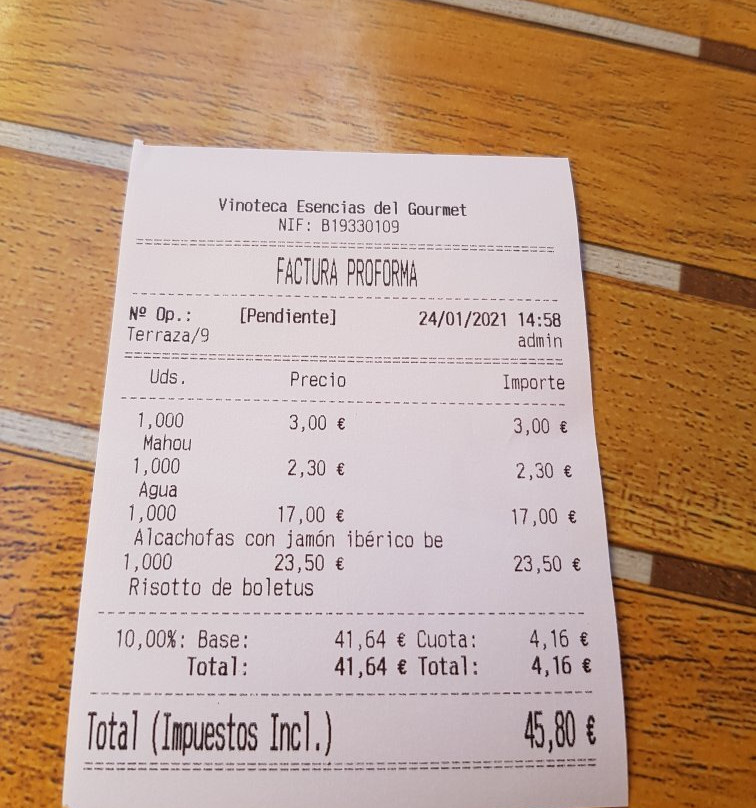 Vinoteca Esencias del Gourmet
NIF: B19330109
FACTURA PROFORMA
Nº Op.: [Pendiente] 24/01/2021 14:58
Terraza/9 admin
Uds. Precio Importe
1,000 3,00 € 3,00 €
Mahou
1,000 2,30 € 2,30 €
Agua
1,000 17,00 € 17,00 €
Alcachofas con jamón ibérico be
1,000 23,50 € 23,50 €
Risotto de boletus
10,00%: Base: 41,64 € Cuota: 4,16 €
Total: 41,64 € Total: 4,16 €
Total (Impuestos Incl.) 45,80 €